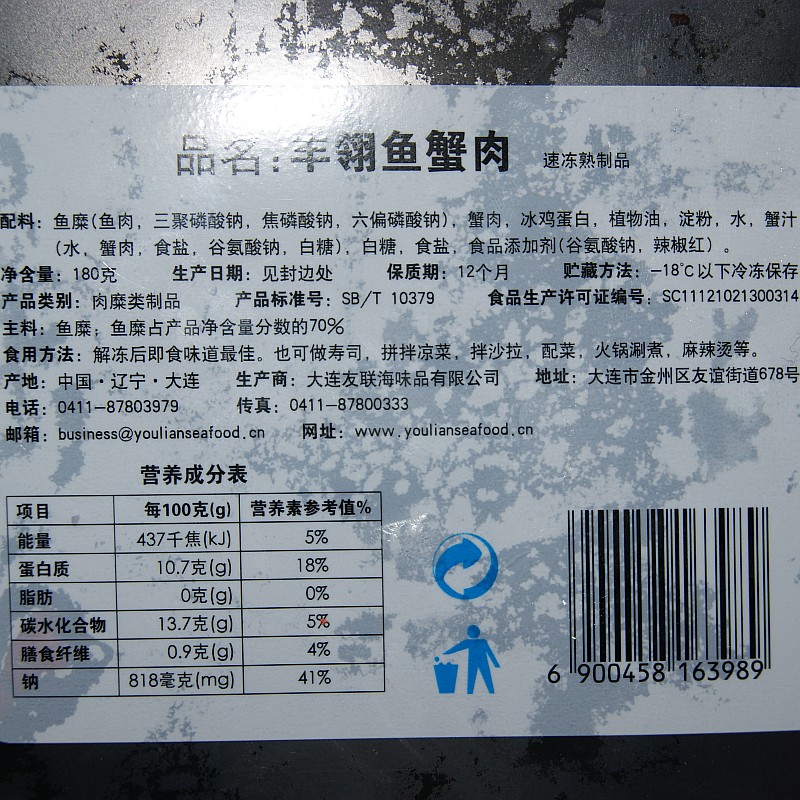 品名:丰翎鱼蟹肉 速冻熟制品
配料: 鱼糜(鱼肉, 三聚磷酸钠, 焦磷酸钠, 六偏磷酸钠), 蟹肉, 冰鸡蛋白, 植物油, 淀粉, 水, 蟹汁
(水, 蟹肉, 食盐, 谷氨酸钠, 白糖), 白糖, 食盐, 食品添加剂(谷氨酸钠, 辣椒红)。
净含量: 180克 生产日期: 见封边处 保质期: 12个月 贮藏方法: -18℃以下冷冻保存
产品类别: 肉糜类制品 产品标准号: SB/T 10379 食品生产许可证编号: SC11121021300314
主料: 鱼糜; 鱼糜占产品净含量分数的70%
食用方法: 解冻后即食味道最佳。也可做寿司, 拼拌凉菜, 拌沙拉, 配菜, 火锅涮煮, 麻辣烫等。
产地: 中国·辽宁·大连 生产商: 大连友联海味品有限公司 地址: 大连市金州区友谊街道678号
电话: 0411-87803979 传真: 0411-87800333
邮箱: business@youlianseafood.cn 网址: www.youlianseafood.cn
营养成分表
项目 每100克(g) 营养素参考值%
能量 437千焦(kJ) 5%
蛋白质 10.7克(g) 18%
脂肪 0克(g) 0%
碳水化合物 13.7克(g) 5%
膳食纤维 0.9克(g) 4%
钠 818毫克(mg) 41%
6 900458 163989